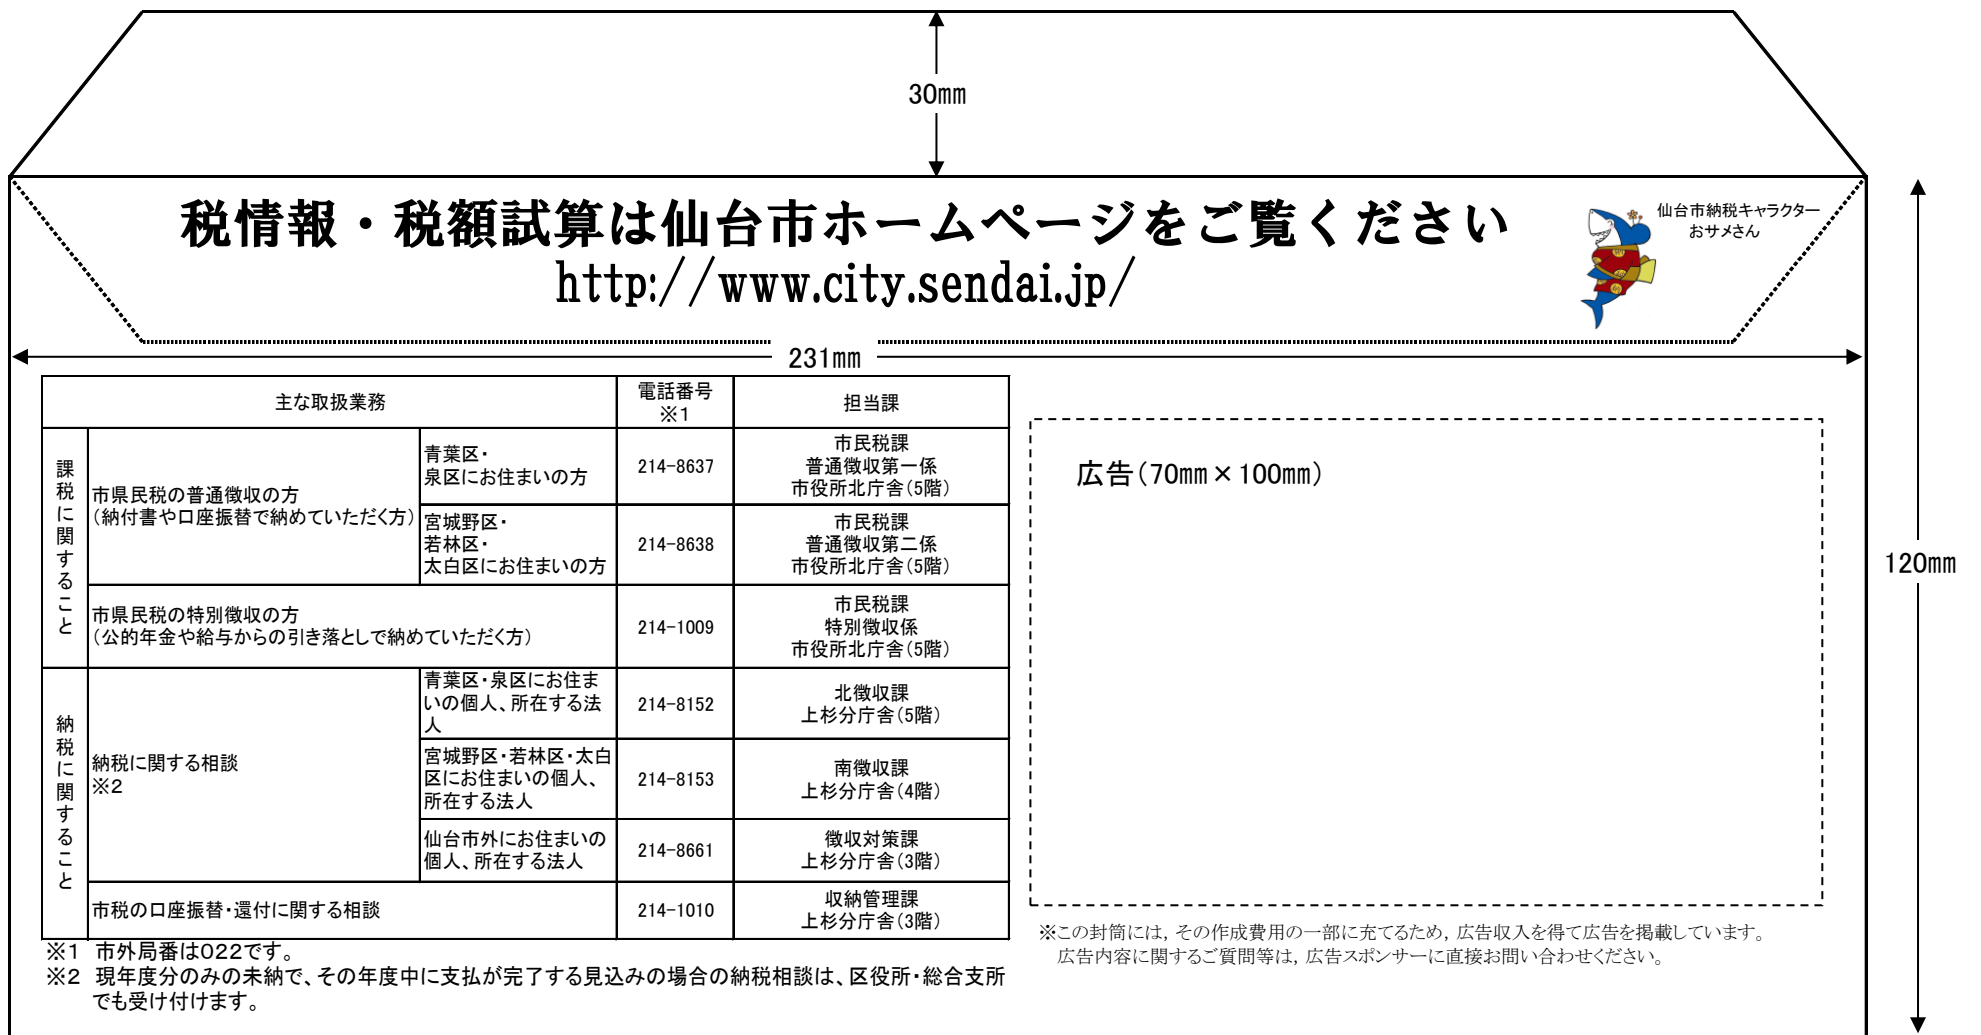 30mm
税情報・税額試算は仙台市ホームページをご覧ください
http://www.city.sendai.jp/
仙台市納税キャラクター
おサメさん
231mm
主な取扱業務
電話番号
※1
担当課
課税に関すること
市県民税の普通徴収の方
（納付書や口座振替で納めていただく方）
青葉区・
泉区にお住まいの方
214-8637
市民税課
普通徴収第一係
市役所北庁舎（5階）
宮城野区・
若林区・
太白区にお住まいの方
214-8638
市民税課
普通徴収第二係
市役所北庁舎（5階）
市県民税の特別徴収の方
（公的年金や給与からの引き落としで納めていただく方）
214-1009
市民税課
特別徴収係
市役所北庁舎（5階）
納税に関すること
納税に関する相談
※2
青葉区・泉区にお住ま
いの個人、所在する法
人
214-8152
北徴収課
上杉分庁舎（5階）
宮城野区・若林区・太白
区にお住まいの個人、
所在する法人
214-8153
南徴収課
上杉分庁舎（4階）
仙台市外にお住まいの
個人、所在する法人
214-8661
徴収対策課
上杉分庁舎（3階）
市税の口座振替・還付に関する相談
214-1010
収納管理課
上杉分庁舎（3階）
※1 市外局番は022です。
※2 現年度分のみの未納で、その年度中に支払が完了する見込みの場合の納税相談は、区役所・総合支所
でも受け付けます。
広告（70mm×100mm）
※この封筒には，その作成費用の一部に充てるため，広告収入を得て広告を掲載しています。
広告内容に関するご質問等は，広告スポンサーに直接お問い合わせください。
120mm